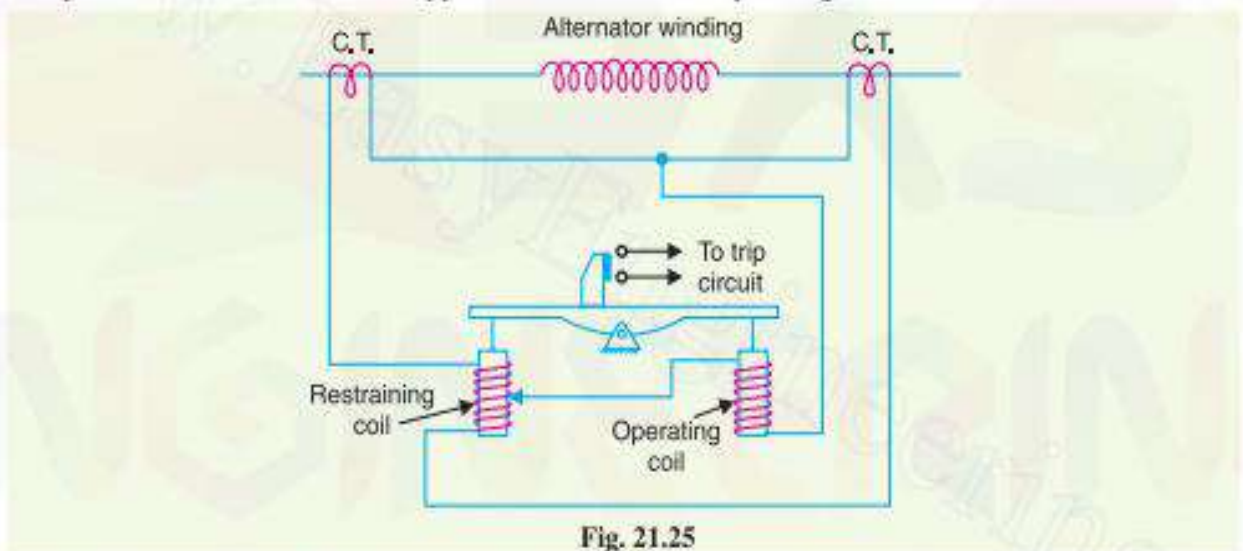 Alternator winding
C.T.
C.T.
To trip
circuit
Restraining
coil
Operating
coil
Fig. 21.25